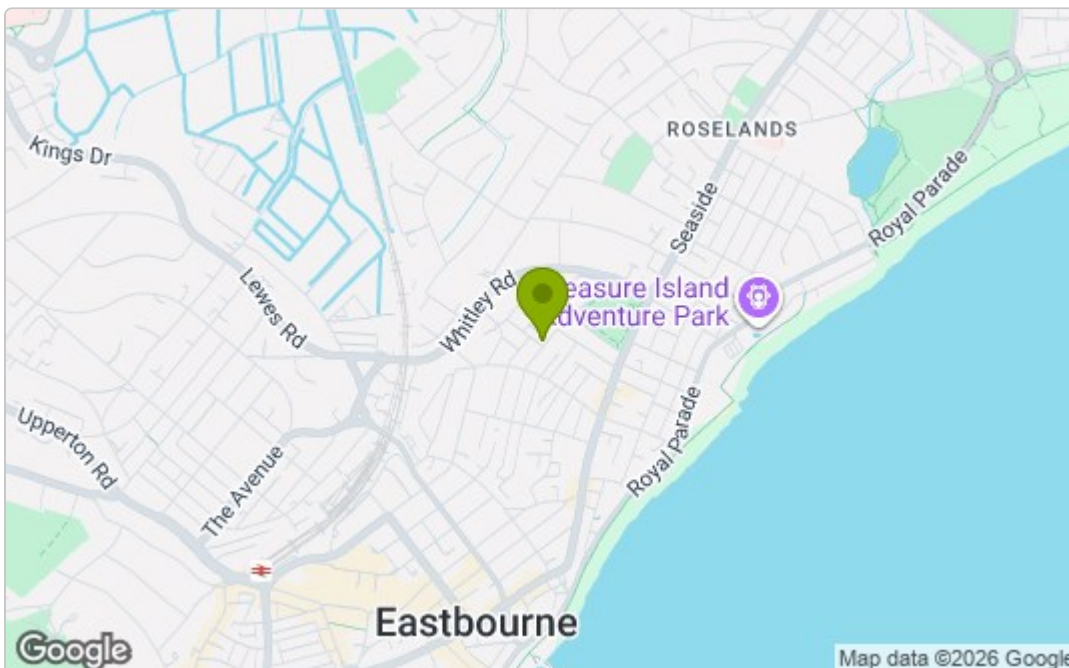 ROSELANDS
Kings Dr
Royal Parade
Seaside
Lewes Rd
Whitley Rd
easure Island
dventure Park
Royal Parade
Upperton Rd
The Avenue
Eastbourne
Google
Map data ©2026 Google